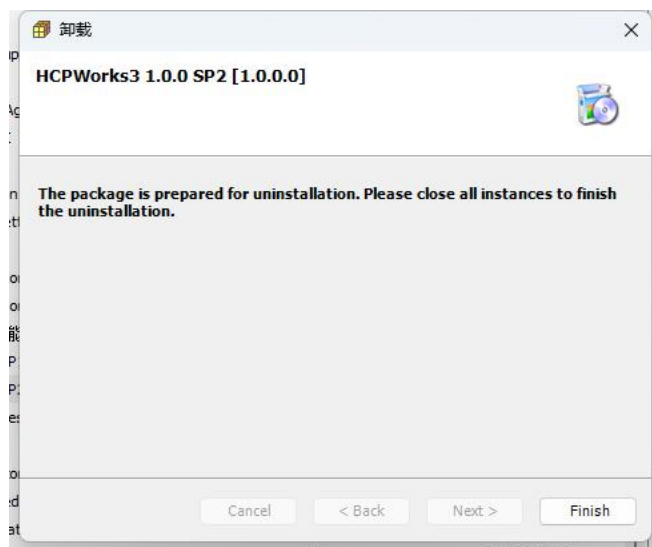 卸载
HCPWorks3 1.0.0 SP2 [1.0.0.0]
The package is prepared for uninstallation. Please close all instances to finish
the uninstallation.
Cancel
< Back
Next >
Finish